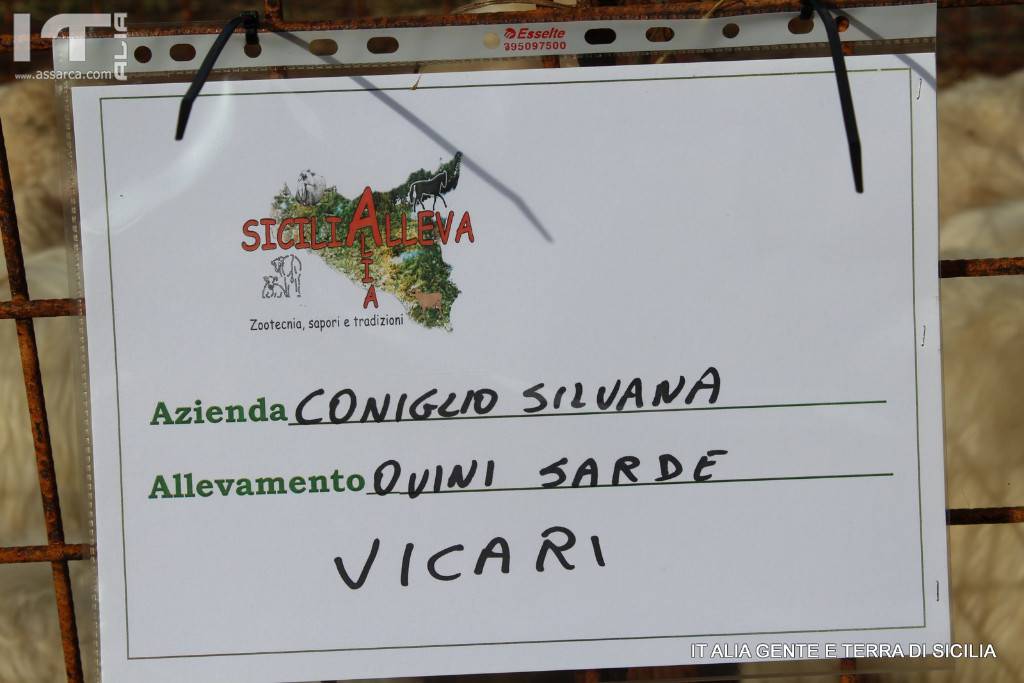 IT ALIA
www.assarca.com
Esselte
395097500
SICILIALLEVA
ALIA
Zootecnia, sapori e tradizioni
Azienda CONIGLIO SILVANA
Allevamento OVINI SARDE
VICARI
IT ALIA GENTE E TERRA DI SICILIA